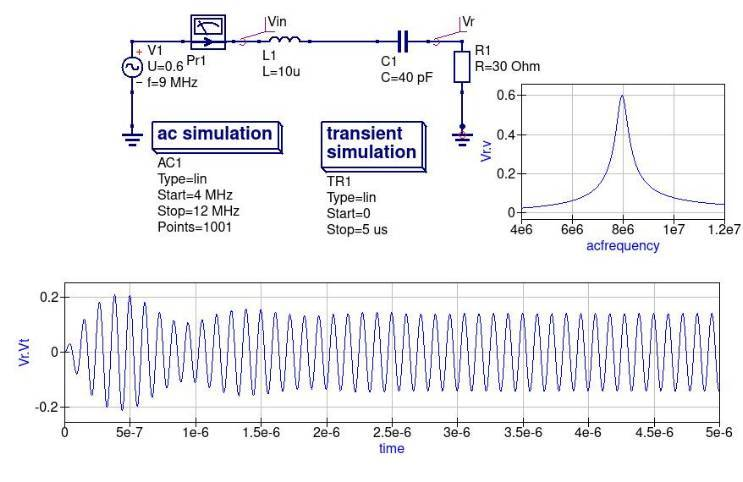 Vin
Vr
+ V1
U=0.6
f=9 MHz
Pr1
L1
L=10u
C1
C=40 pF
R1
R=30 Ohm
ac simulation
AC1
Type=lin
Start=4 MHz
Stop=12 MHz
Points=1001
transient
simulation
TR1
Type=lin
Start=0
Stop=5 us
Vr.v
0.6
0.4
0.2
0
4e6 6e6 8e6 1e7 1.2e7
acfrequency
Vr.Vt
0.2
0
-0.2
0 5e-7 1e-6 1.5e-6 2e-6 2.5e-6 3e-6 3.5e-6 4e-6 4.5e-6 5e-6
time